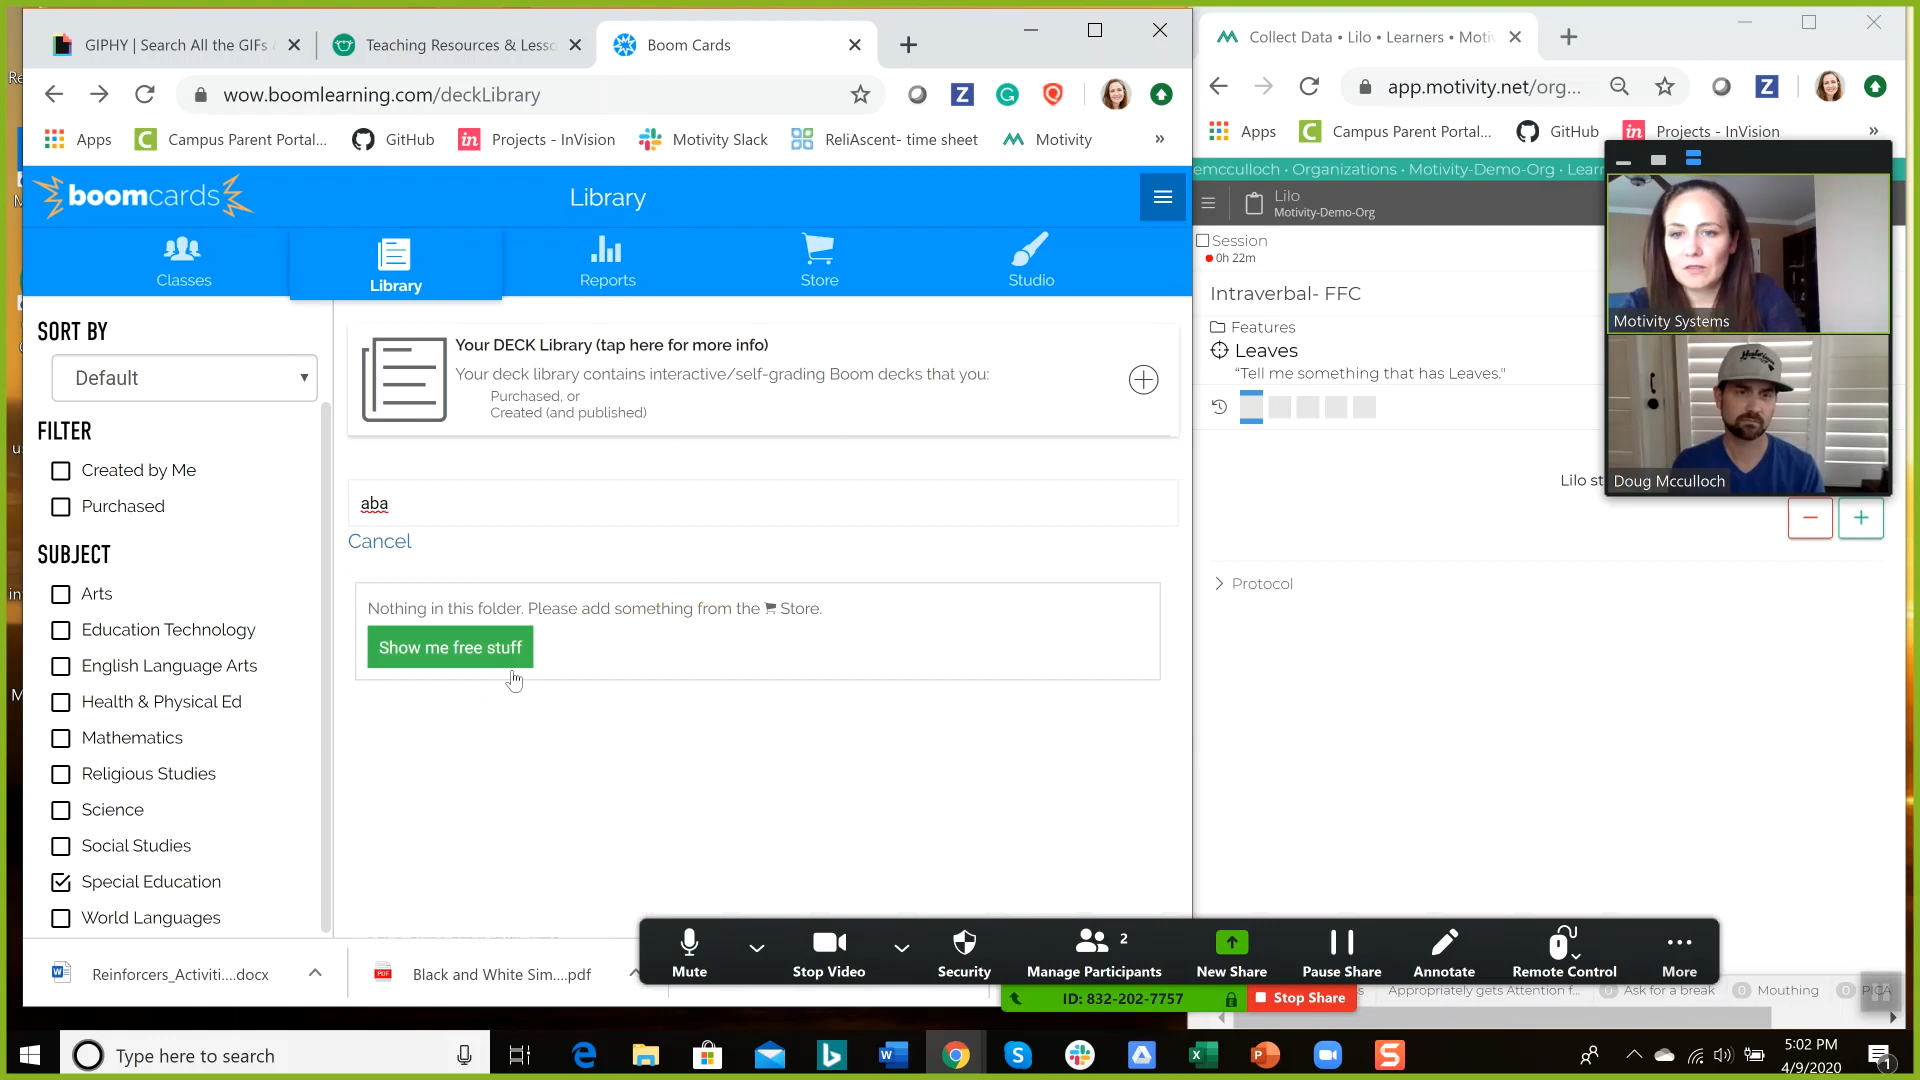 GIPHY | Search All the GIFs
Teaching Resources & Lesso
Boom Cards
wow.boomlearning.com/deckLibrary
Apps
Campus Parent Portal...
GitHub
Projects - InVision
Motivity Slack
ReliAscent- time sheet
Motivity
»
boomcards
Library
Classes
Library
Reports
Store
Studio
SORT BY
Default
FILTER
Created by Me
Purchased
SUBJECT
Arts
Education Technology
English Language Arts
Health & Physical Ed
Mathematics
Religious Studies
Science
Social Studies
Special Education
World Languages
Your DECK Library (tap here for more info)
Your deck library contains interactive/self-grading Boom decks that you:
Purchased, or
Created (and published)
aba
Cancel
Nothing in this folder. Please add something from the Store.
Show me free stuff
Reinforcers_Activiti....docx
Black and White Sim....pdf
Collect Data • Lilo • Learners • Moti
app.motivity.net/org...
Apps
Campus Parent Portal...
GitHub
Projects - InVision
»
emcculloch · Organizations · Motivity-Demo-Org · Lear
Lilo
Motivity-Demo-Org
Session
0h 22m
Intraverbal- FFC
Features
Leaves
“Tell me something that has Leaves."
Lilo st
Protocol
Motivity Systems
Doug Mcculloch
Mute
Stop Video
Security
2
Manage Participants
New Share
Pause Share
Annotate
Remote Control
More
ID: 832-202-7757
Stop Share
Appropriately gets Attention f...
0 Ask for a break
0 Mouthing
0
Type here to search
5:02 PM
4/9/2020
1